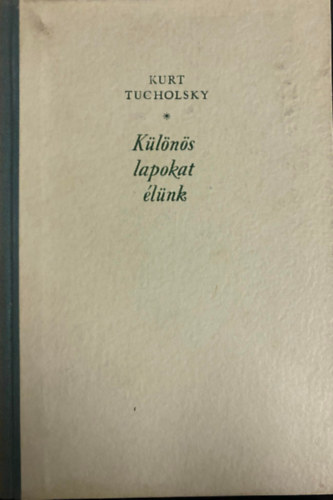 KURT
TUCHOLSKY
*
Különös
lapokat
élünk